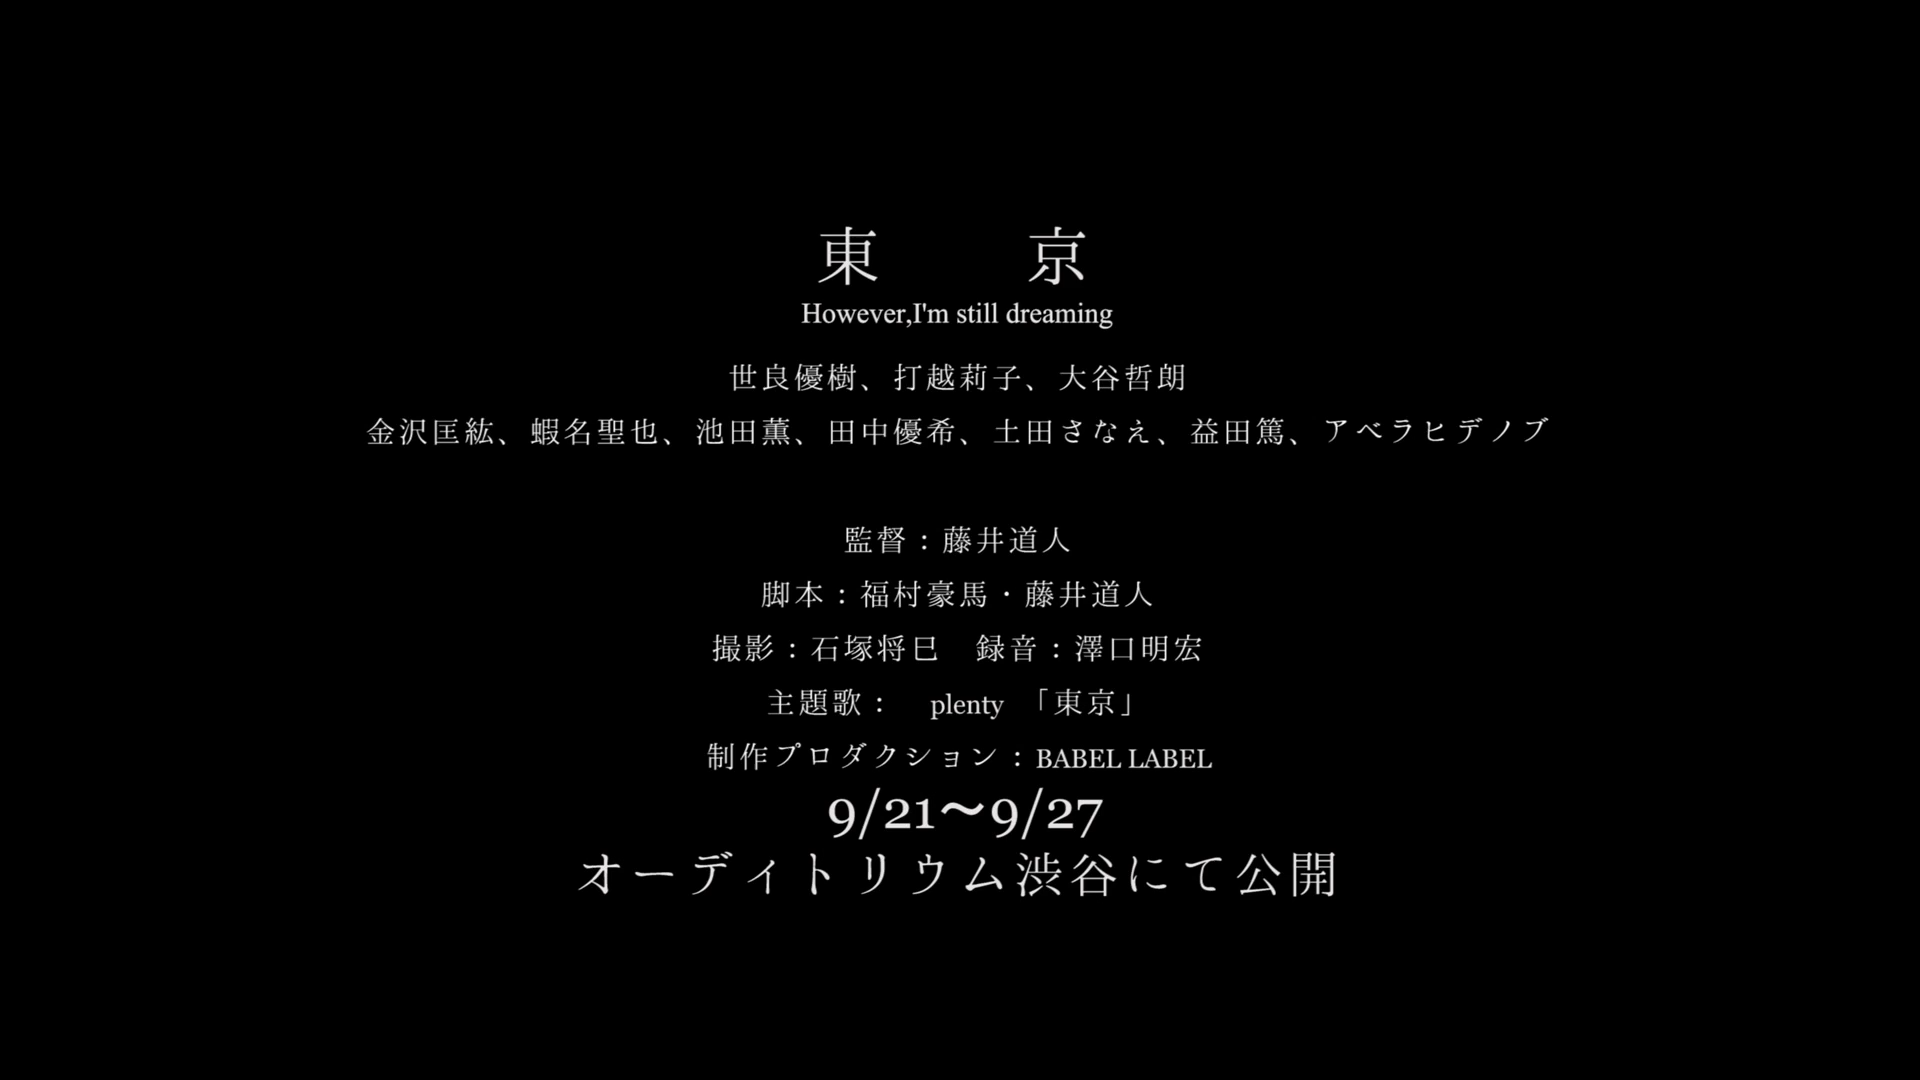 東　京
However,I'm still dreaming
世良優樹、打越莉子、大谷哲朗
金沢匡紘、蝦名聖也、池田薫、田中優希、土田さなえ、益田篤、アベラヒデノブ
監督：藤井道人
脚本：福村豪馬・藤井道人
撮影：石塚将巳　録音：澤口明宏
主題歌：　plenty 「東京」
制作プロダクション：BABEL LABEL
9/21〜9/27
オーディトリウム渋谷にて公開